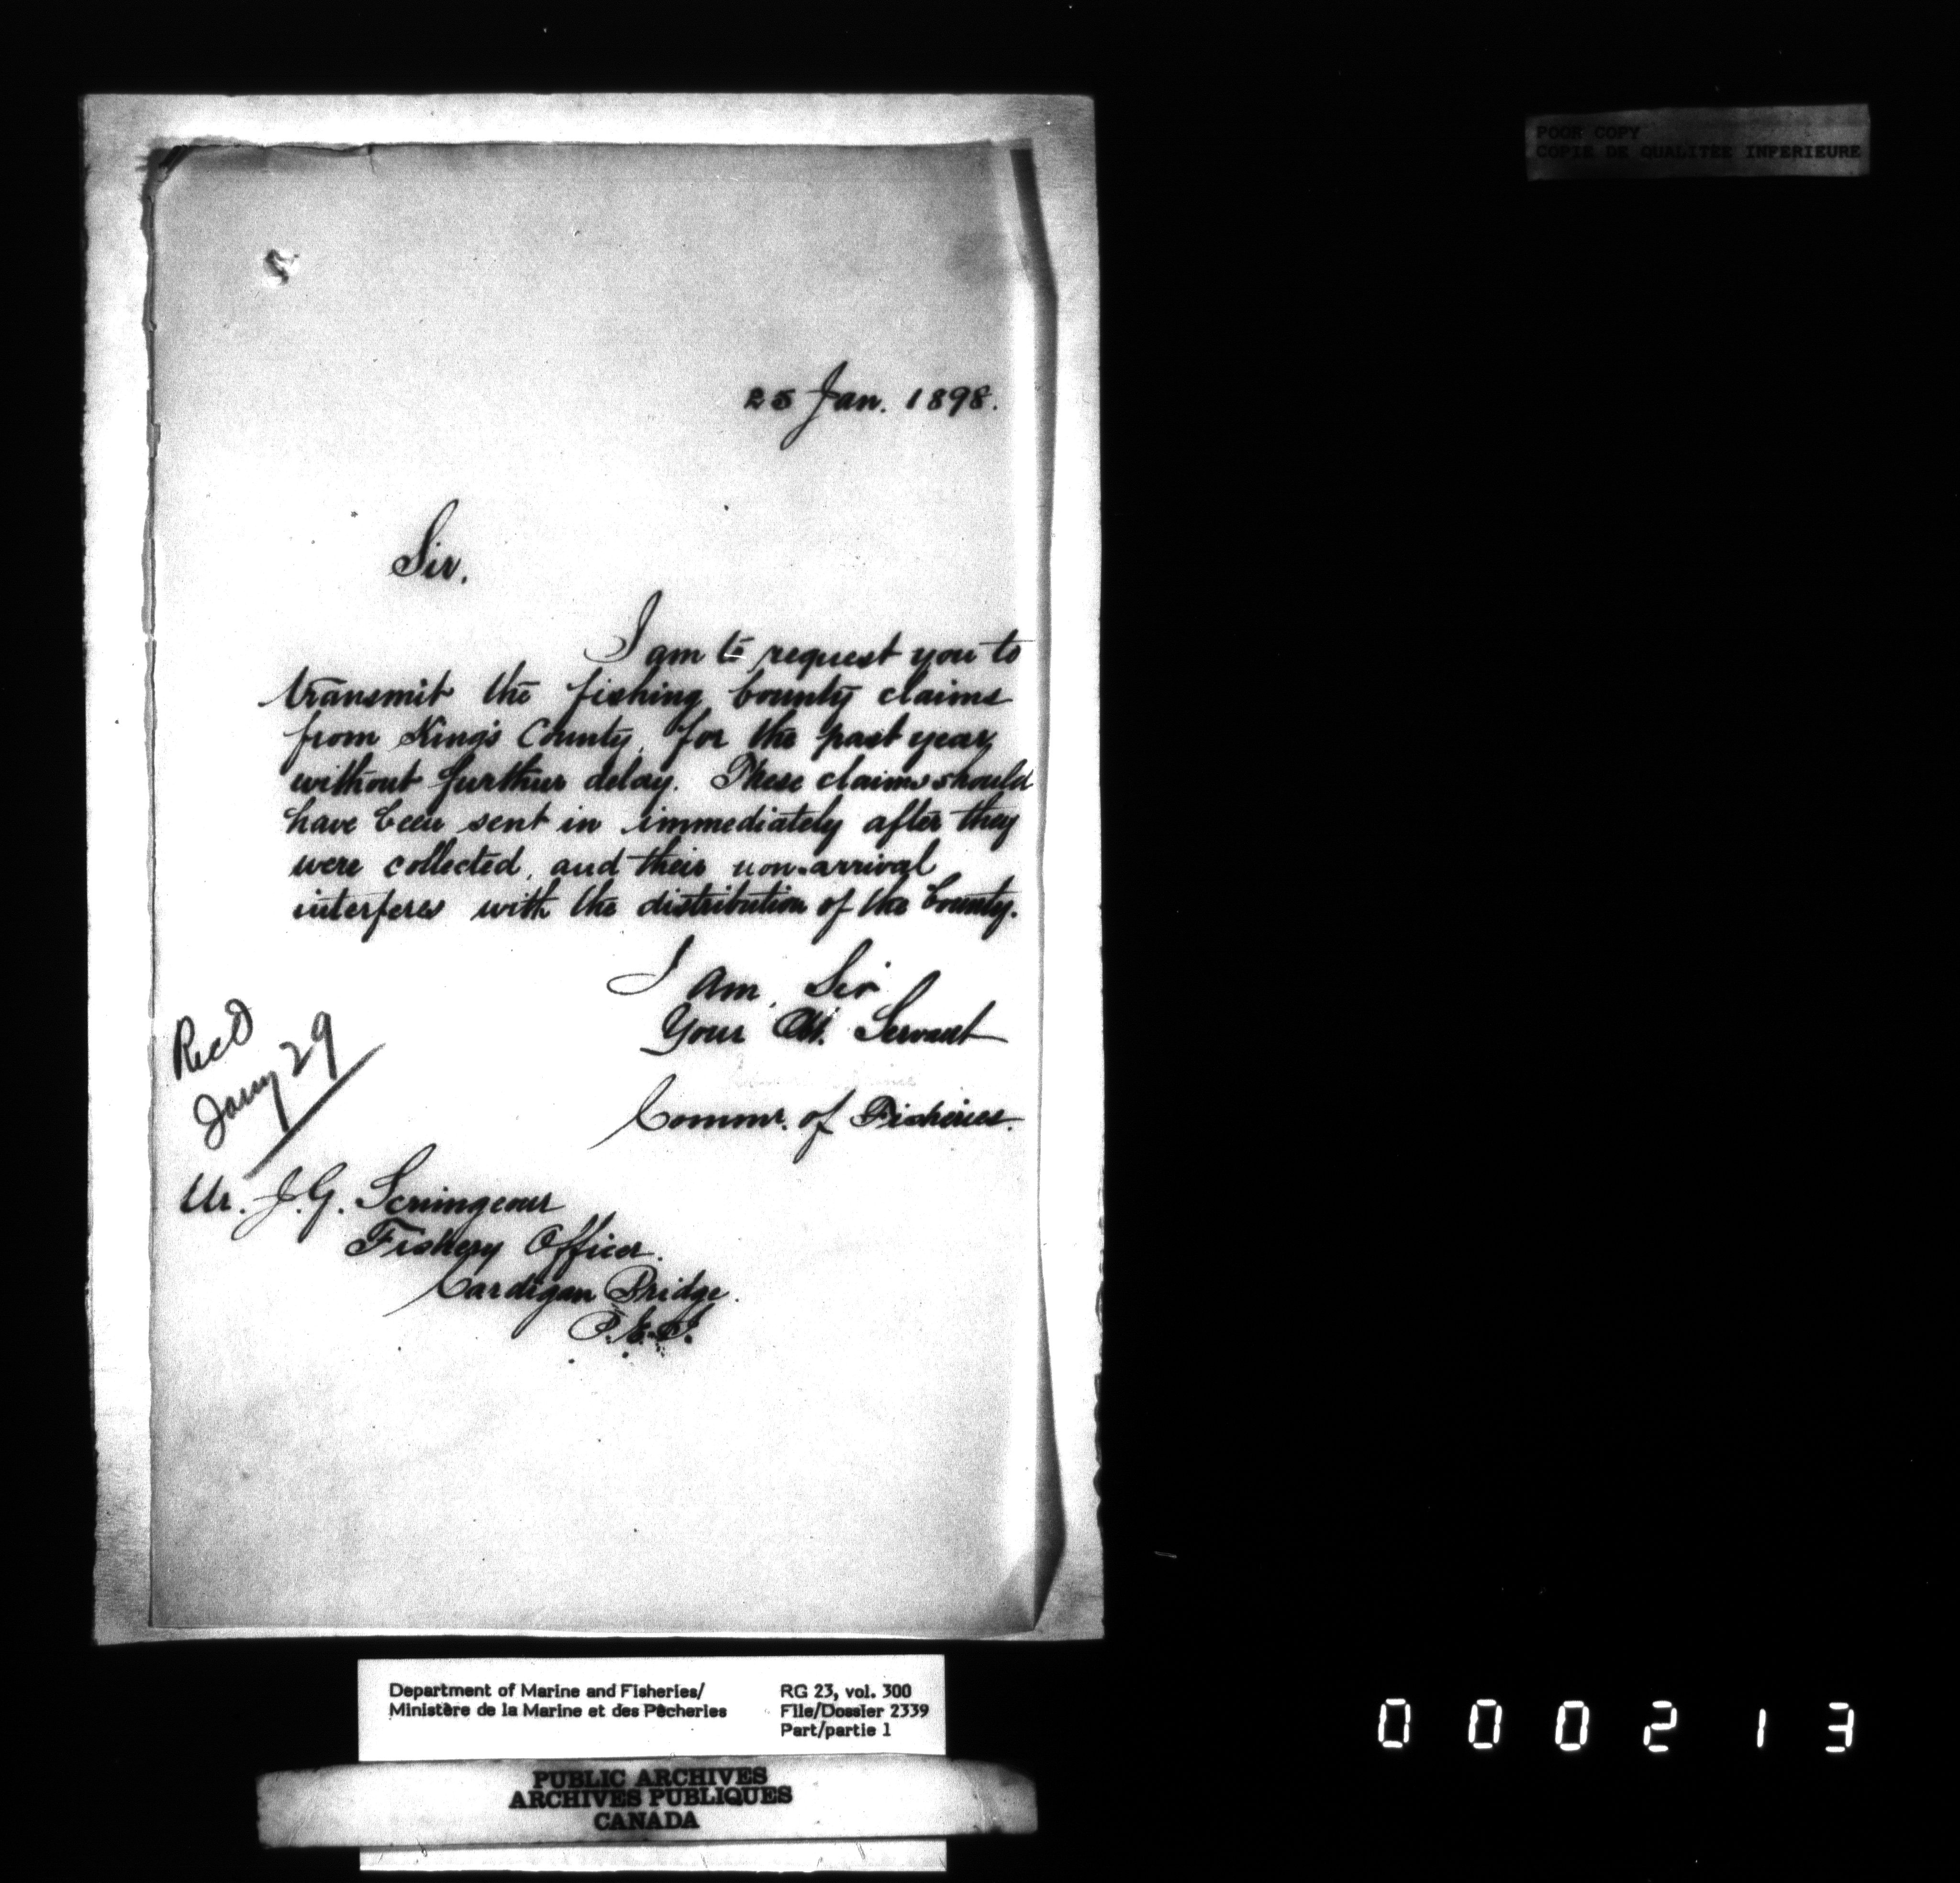 POOR COPY
COPIE DE QUALITEE INFERIEURE
25 Jan. 1898.
Sir.
I am to request you to
transmit the fishing bounty claims
from King's County, for the past year,
without further delay. These claims should
have been sent in immediately after they
were collected, and their non-arrival
interferes with the distribution of the bounty.
I am, Sir
Your Ob. Servant
Commr. of Fisheries.
Rec'd
Jany 29
Mr. J.G. Scrimgeour
Fishery Officer.
Cardigan Bridge.
P.E.I.
Department of Marine and Fisheries/
Ministère de la Marine et des Pêcheries
RG 23, vol. 300
File/Dossier 2339
Part/partie 1
PUBLIC ARCHIVES
ARCHIVES PUBLIQUES
CANADA
000213